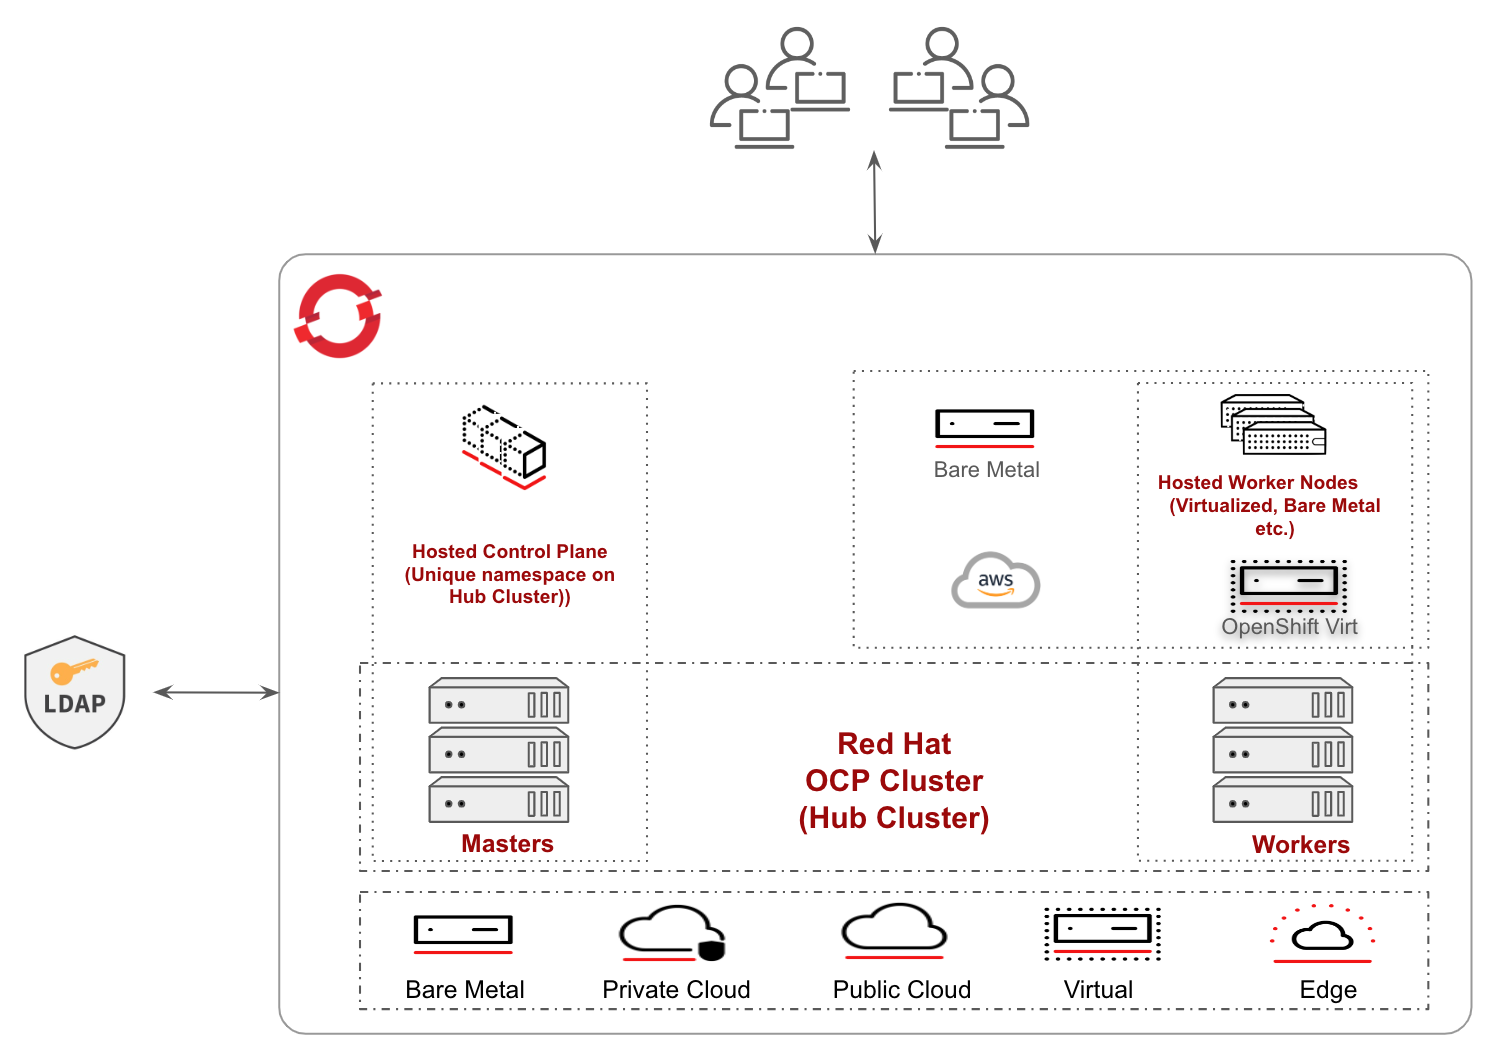 Bare Metal
Hosted Worker Nodes
(Virtualized, Bare Metal
etc.)
Hosted Control Plane
(Unique namespace on
Hub Cluster))
aws
OpenShift Virt
LDAP
Red Hat
OCP Cluster
(Hub Cluster)
Masters
Workers
Bare Metal
Private Cloud
Public Cloud
Virtual
Edge